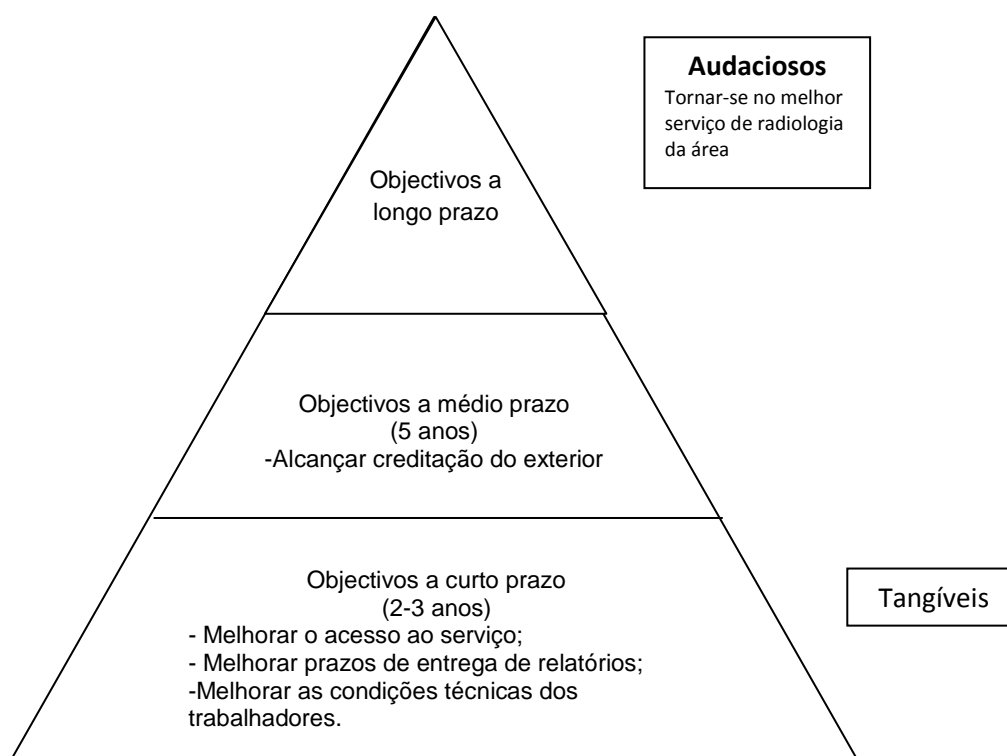 Audaciosos
Tornar-se no melhor
serviço de radiologia
da área
Objectivos a
longo prazo
Objectivos a médio prazo
(5 anos)
-Alcançar creditação do exterior
Objectivos a curto prazo
(2-3 anos)
- Melhorar o acesso ao serviço;
- Melhorar prazos de entrega de relatórios;
-Melhorar as condições técnicas dos
trabalhadores.
Tangíveis